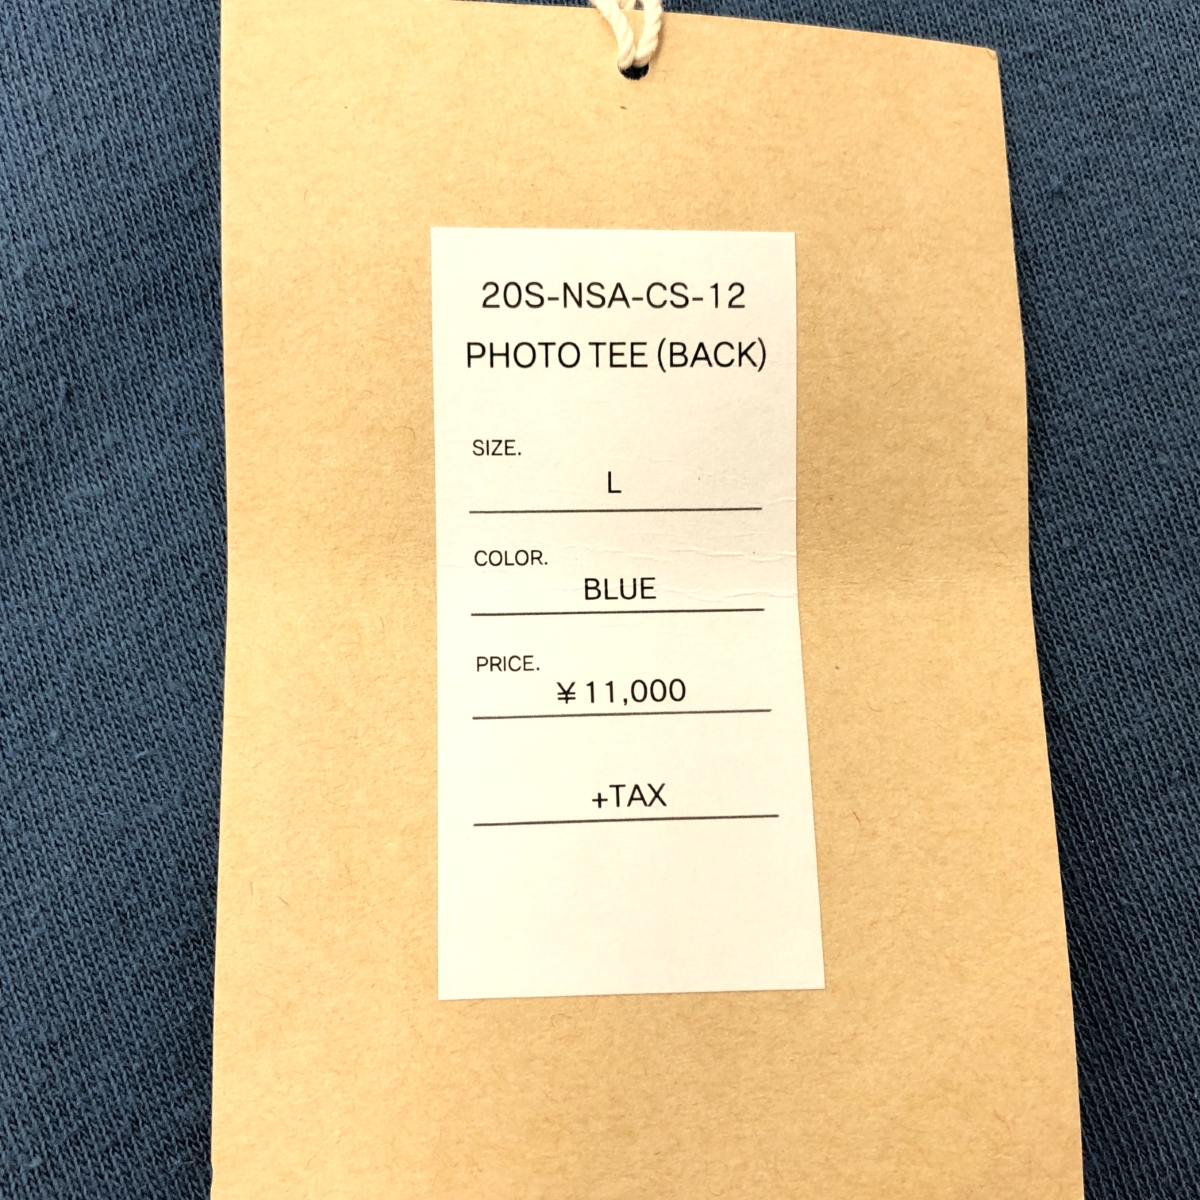 20S-NSA-CS-12
PHOTO TEE (BACK)
SIZE.
L
COLOR.
BLUE
PRICE.
¥11,000
+TAX